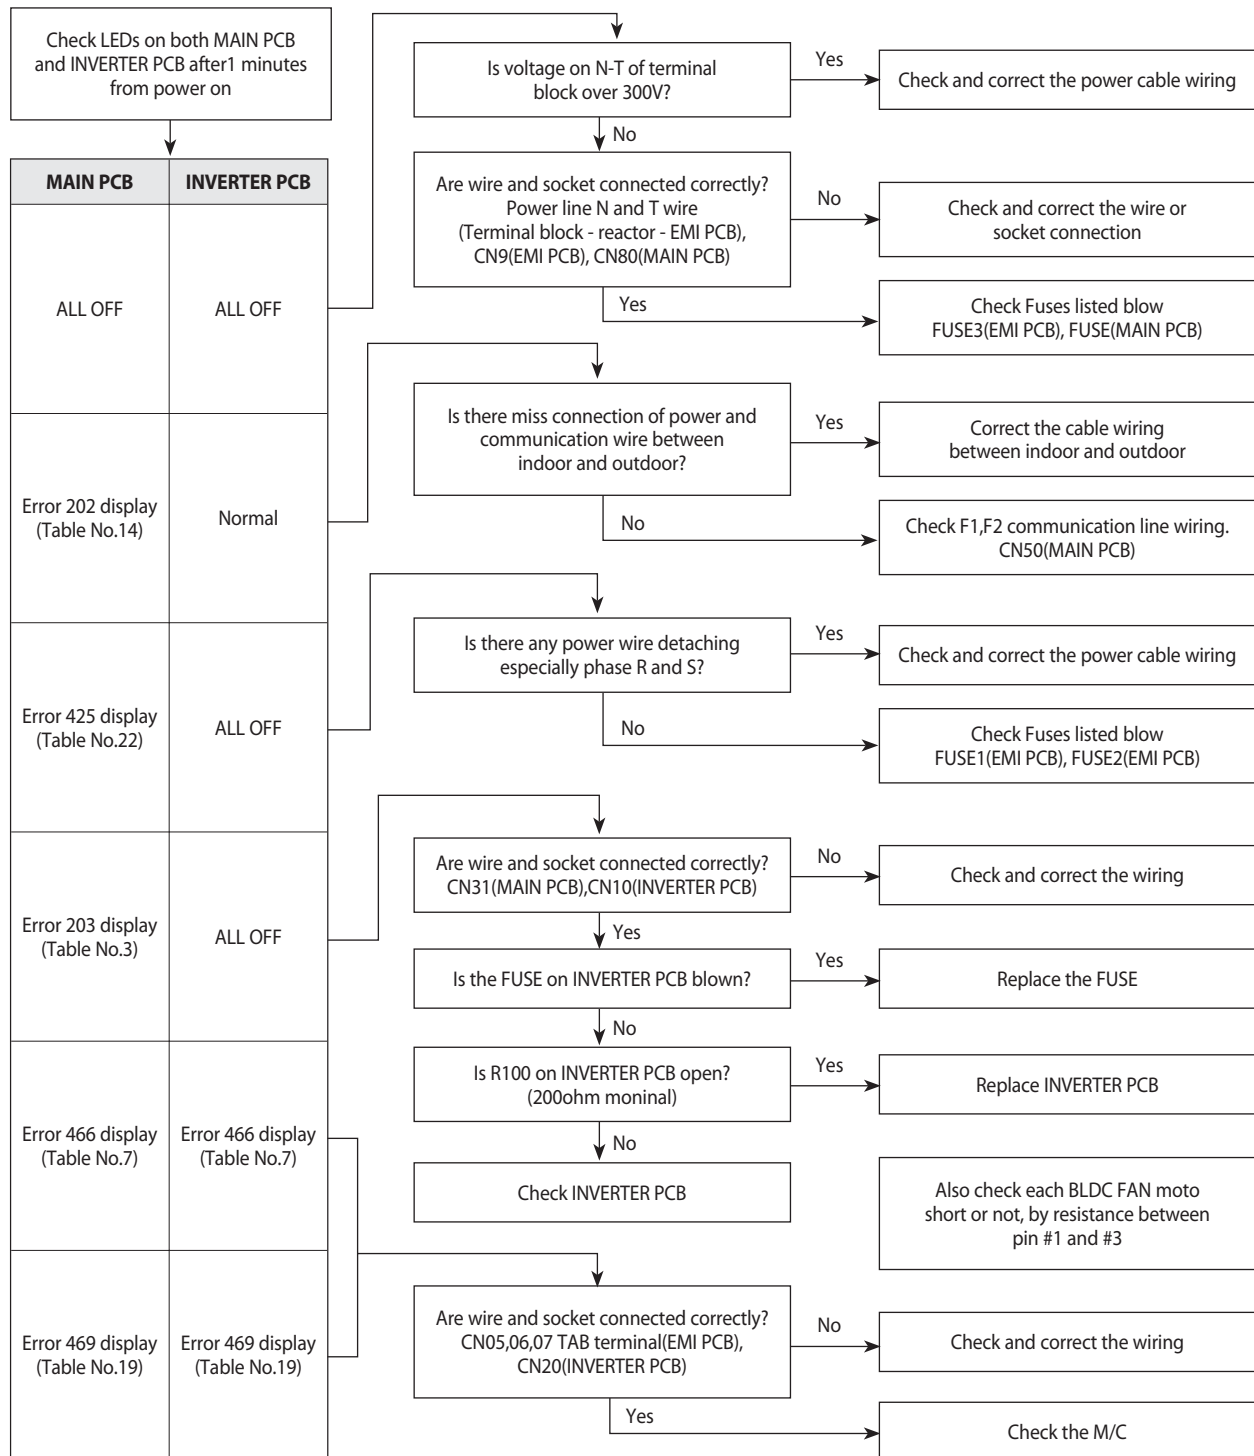 Check LEDs on both MAIN PCB
and INVERTER PCB after1 minutes
from power on
MAIN PCB
INVERTER PCB
ALL OFF
ALL OFF
Is voltage on N-T of terminal
block over 300V?
Yes
Check and correct the power cable wiring
No
Are wire and socket connected correctly?
Power line N and T wire
(Terminal block - reactor - EMI PCB),
CN9(EMI PCB), CN80(MAIN PCB)
No
Check and correct the wire or
socket connection
Yes
Check Fuses listed blow
FUSE3(EMI PCB), FUSE(MAIN PCB)
Error 202 display
(Table No.14)
Normal
Is there miss connection of power and
communication wire between
indoor and outdoor?
Yes
Correct the cable wiring
between indoor and outdoor
No
Check F1,F2 communication line wiring.
CN50(MAIN PCB)
Error 425 display
(Table No.22)
ALL OFF
Is there any power wire detaching
especially phase R and S?
Yes
Check and correct the power cable wiring
No
Check Fuses listed blow
FUSE1(EMI PCB), FUSE2(EMI PCB)
Error 203 display
(Table No.3)
ALL OFF
Are wire and socket connected correctly?
CN31(MAIN PCB),CN10(INVERTER PCB)
No
Check and correct the wiring
Yes
Is the FUSE on INVERTER PCB blown?
Yes
Replace the FUSE
No
Is R100 on INVERTER PCB open?
(200ohm moninal)
Yes
Replace INVERTER PCB
No
Check INVERTER PCB
Also check each BLDC FAN moto
short or not, by resistance between
pin #1 and #3
Error 466 display
(Table No.7)
Error 466 display
(Table No.7)
Error 469 display
(Table No.19)
Error 469 display
(Table No.19)
Are wire and socket connected correctly?
CN05,06,07 TAB terminal(EMI PCB),
CN20(INVERTER PCB)
No
Check and correct the wiring
Yes
Check the M/C